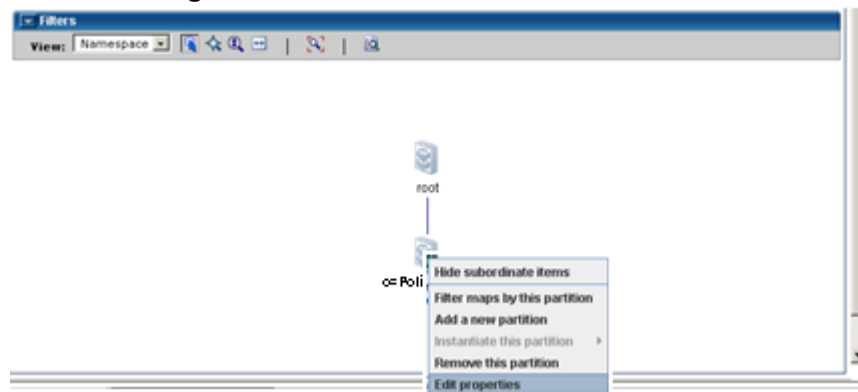 Filters
View: Namespace
root
o=Poli
Hide subordinate items
Filter maps by this partition
Add a new partition
Instantiate this partition
Remove this partition
Edit properties